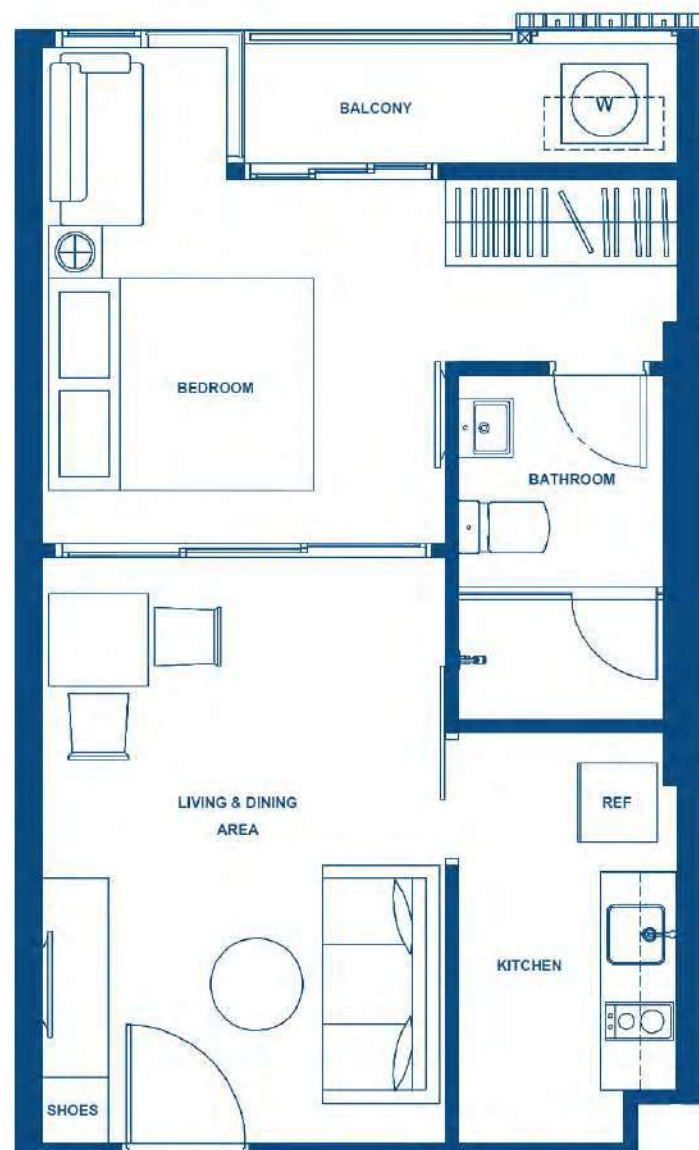 BALCONY
W
BEDROOM
BATHROOM
LIVING & DINING
AREA
REF
KITCHEN
SHOES